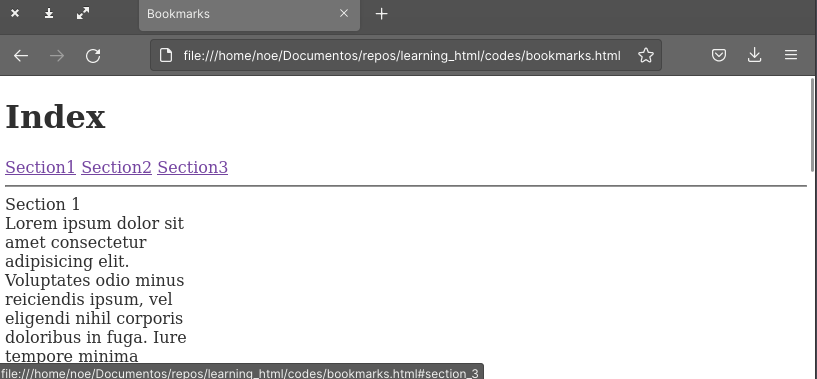 Bookmarks
file:///home/noe/Documentos/repos/learning_html/codes/bookmarks.html
Index
Section1 Section2 Section3
Section 1
Lorem ipsum dolor sit
amet consectetur
adipisicing elit.
Voluptates odio minus
reiciendis ipsum, vel
eligendi nihil corporis
doloribus in fuga. Iure
tempore minima
file:///home/noe/Documentos/repos/learning_html/codes/bookmarks.html#section_3